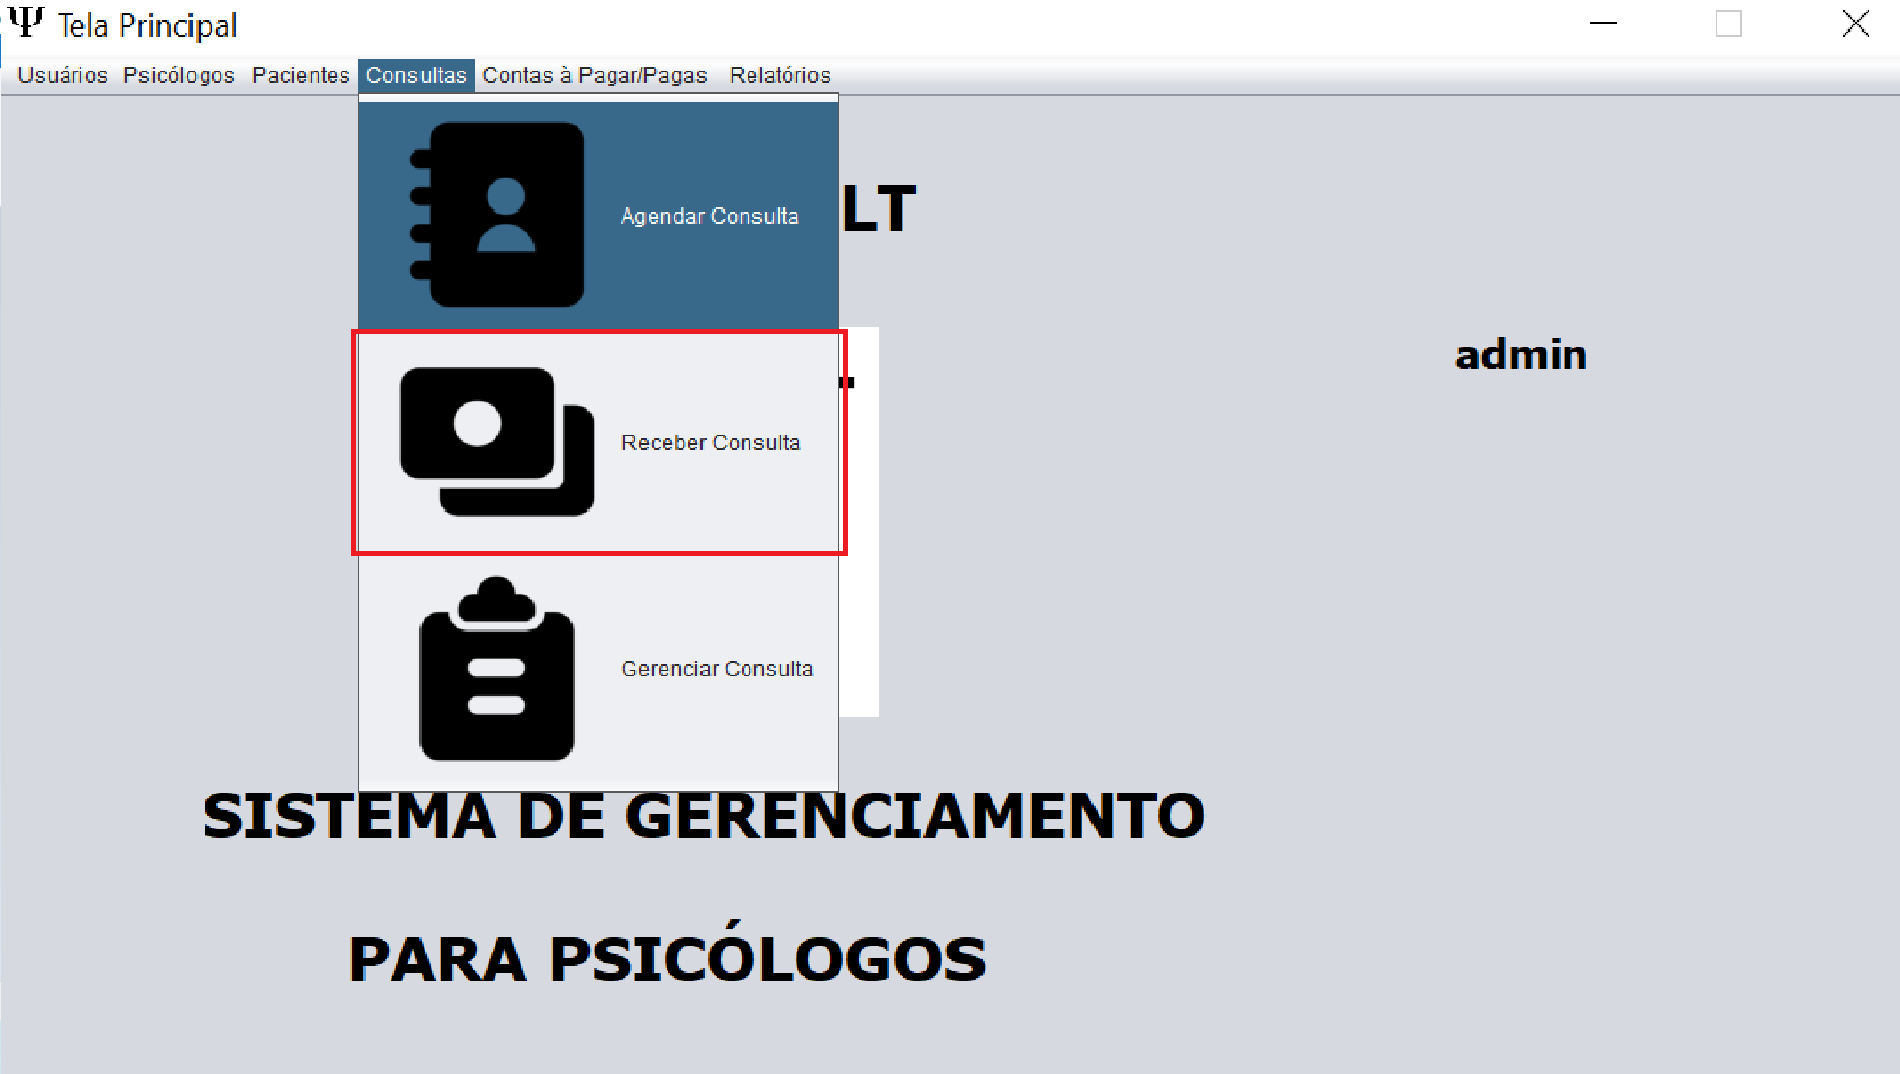 Ψ Tela Principal
Usuários Psicólogos Pacientes Consultas Contas à Pagar/Pagas Relatórios
Agendar Consulta
LT
admin
Receber Consulta
Gerenciar Consulta
SISTEMA DE GERENCIAMENTO
PARA PSICÓLOGOS